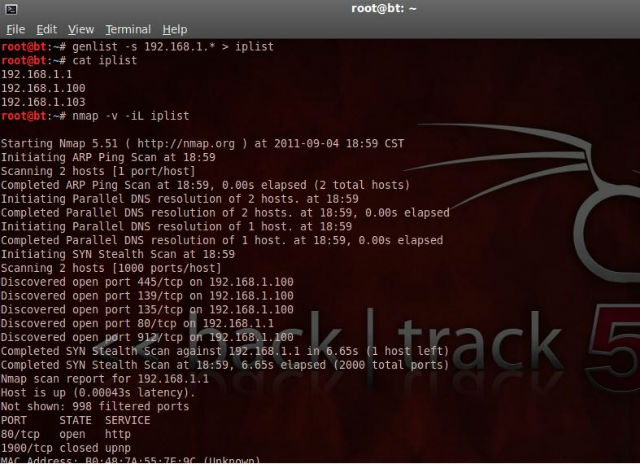 root@bt: ~
File Edit View Terminal Help
root@bt:~# genlist -s 192.168.1.* > iplist
root@bt:~# cat iplist
192.168.1.1
192.168.1.100
192.168.1.103
root@bt:~# nmap -v -iL iplist
Starting Nmap 5.51 ( http://nmap.org ) at 2011-09-04 18:59 CST
Initiating ARP Ping Scan at 18:59
Scanning 2 hosts [1 port/host]
Completed ARP Ping Scan at 18:59, 0.00s elapsed (2 total hosts)
Initiating Parallel DNS resolution of 2 hosts. at 18:59
Completed Parallel DNS resolution of 2 hosts. at 18:59, 0.00s elapsed
Initiating Parallel DNS resolution of 1 host. at 18:59
Completed Parallel DNS resolution of 1 host. at 18:59, 0.00s elapsed
Initiating SYN Stealth Scan at 18:59
Scanning 2 hosts [1000 ports/host]
Discovered open port 445/tcp on 192.168.1.100
Discovered open port 139/tcp on 192.168.1.100
Discovered open port 135/tcp on 192.168.1.100
Discovered open port 80/tcp on 192.168.1.1
Discovered open port 912/tcp on 192.168.1.100
Completed SYN Stealth Scan against 192.168.1.1 in 6.65s (1 host left)
Completed SYN Stealth Scan at 18:59, 6.65s elapsed (2000 total ports)
Nmap scan report for 192.168.1.1
Host is up (0.00043s latency).
Not shown: 998 filtered ports
PORT STATE SERVICE
80/tcp open http
1900/tcp closed upnp
MAC Address: B0:48:7A:55:7E:9C (Unknown)
<< back|track 5